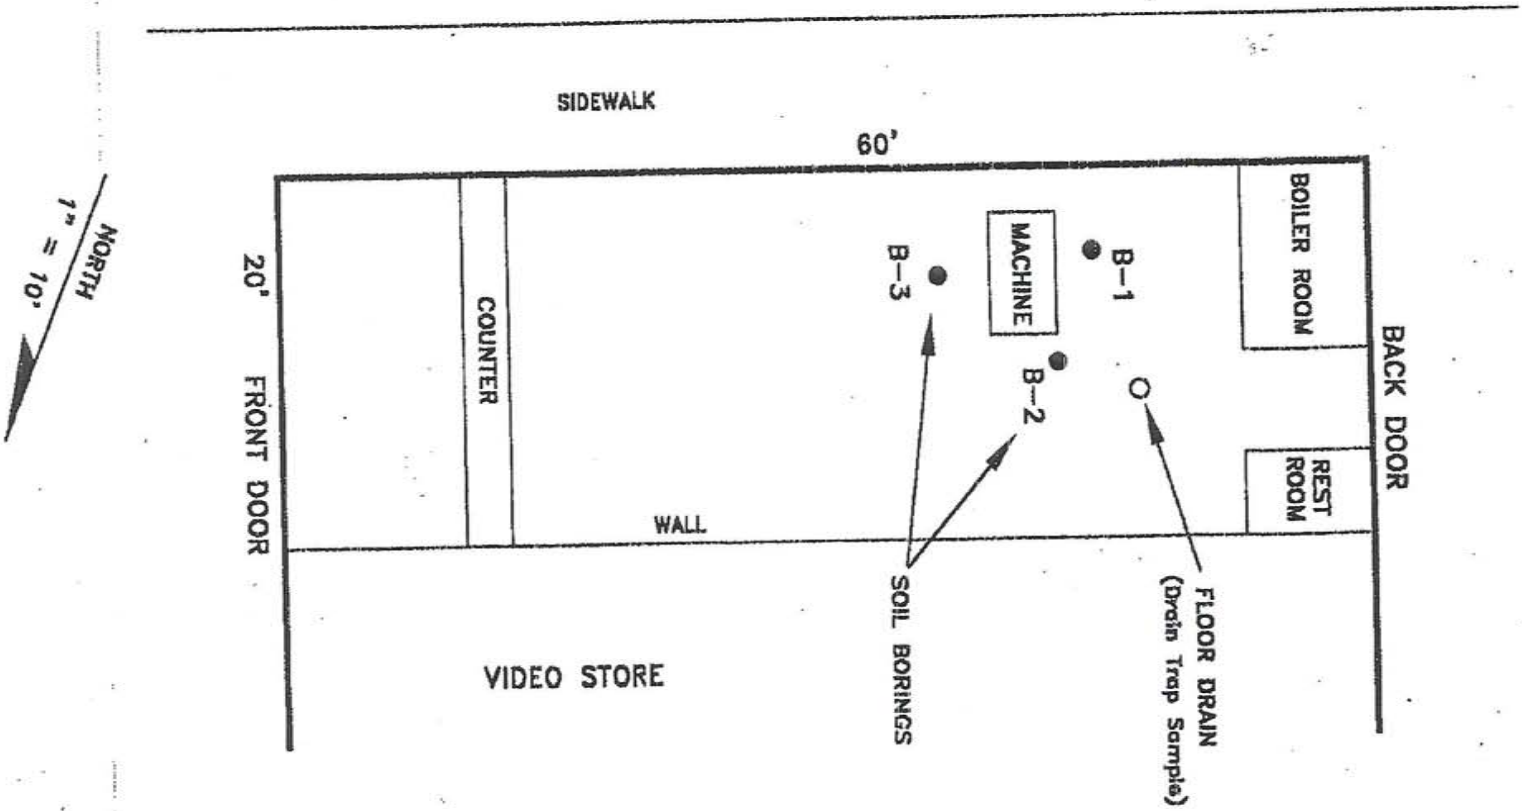 SIDEWALK
60'
NORTH
1" = 10'
20'
FRONT DOOR
COUNTER
B-3
MACHINE
B-1
B-2
BOILER ROOM
BACK DOOR
REST
ROOM
WALL
SOIL BORINGS
FLOOR DRAIN
(Drain Trap Sample)
VIDEO STORE